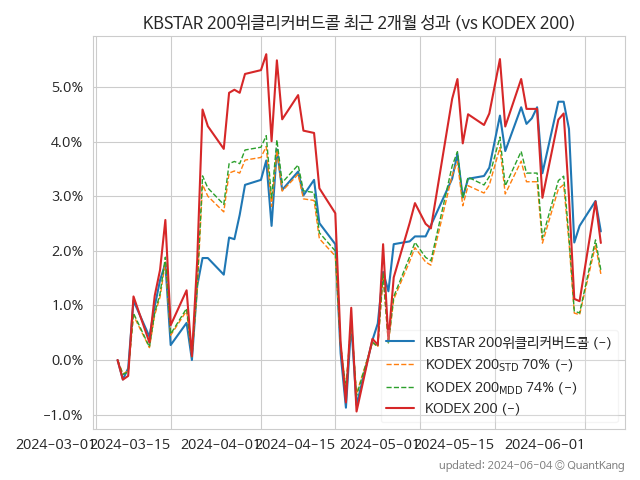 KBSTAR 200위클리커버드콜 최근 2개월 성과 (vs KODEX 200)
5.0%
4.0%
3.0%
2.0%
1.0%
0.0%
−1.0%
KBSTAR 200위클리커버드콜 (−)
KODEX 200STD 70% (−)
KODEX 200MDD 74% (−)
KODEX 200 (−)
2024-03-01 2024-03-15 2024-04-01 2024-04-15 2024-05-01 2024-05-15 2024-06-01
updated: 2024-06-04 © QuantKang